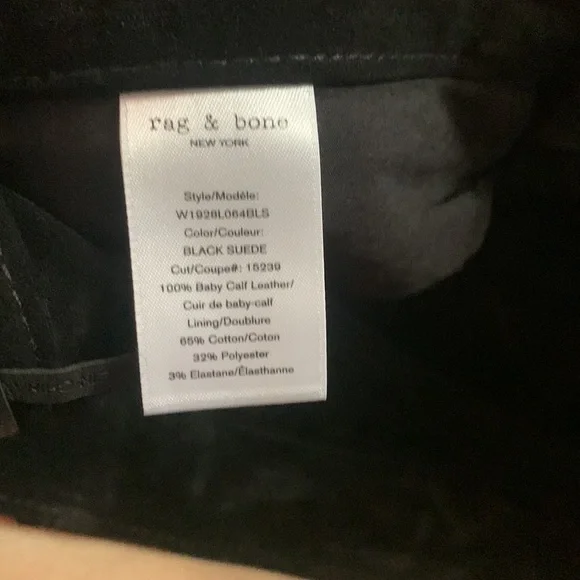 rag & bone
NEW YORK
Style/Modèle:
W1928L064BLS
Color/Couleur:
BLACK SUEDE
Cut/Coupe#: 15239
100% Baby Calf Leather/
Cuir de baby-calf
Lining/Doublure
65% Cotton/Coton
32% Polyester
3% Elastane/Élasthanne